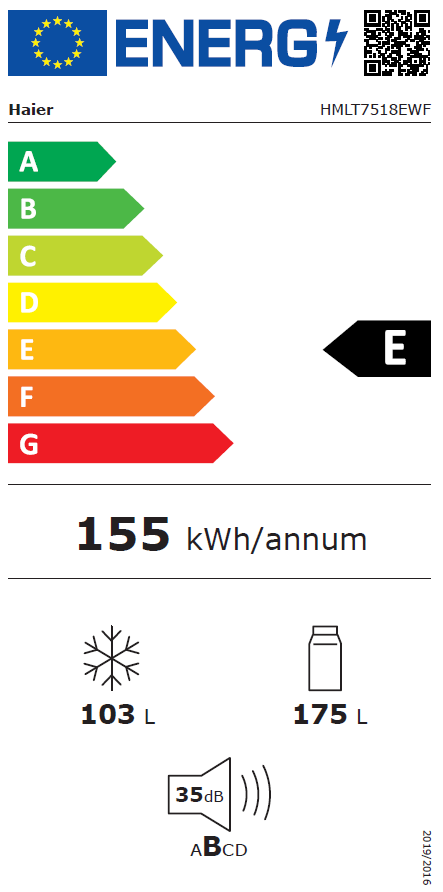 ENERG
Haier HMLT7518EWF
A
B
C
D
E
E
F
G
155 kWh/annum
103 L
175 L
35dB
ABCD
2019/2016